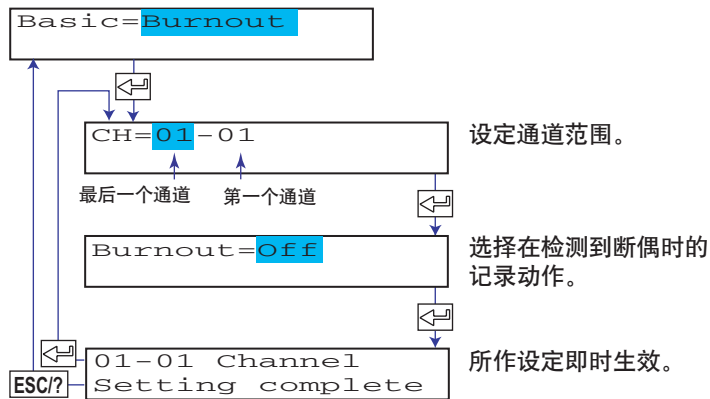 Basic=Burnout
CH=01-01
设定通道范围。
最后一个通道 第一个通道
Burnout=Off
选择在检测到断偶时的
记录动作。
01-01 Channel
所作设定即时生效。
ESC/?
Setting complete